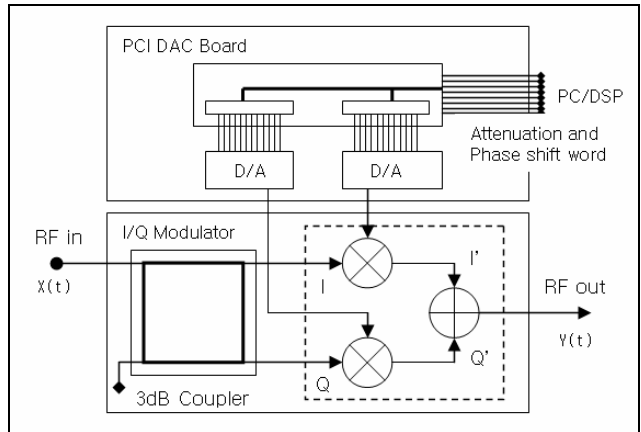 PCI DAC Board
PC/DSP
Attenuation and
Phase shift word
D/A
D/A
RF in
I/Q Modulator
X(t)
I
I'
RF out
Y(t)
Q
Q'
3dB Coupler